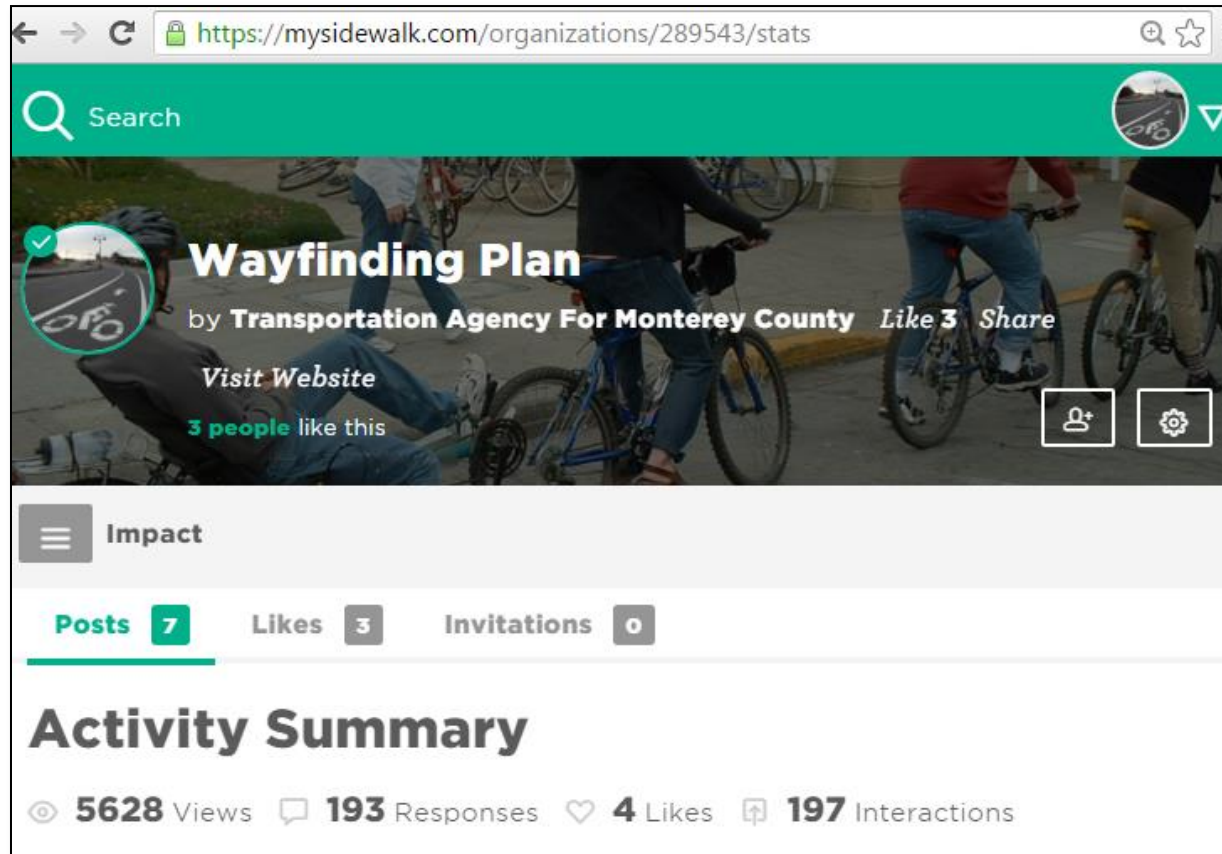 https://mysidewalk.com/organizations/289543/stats
Search
Wayfinding Plan
by Transportation Agency For Monterey County Like 3 Share
Visit Website
3 people like this
Impact
Posts 7 Likes 3 Invitations 0
Activity Summary
5628 Views 193 Responses 4 Likes 197 Interactions